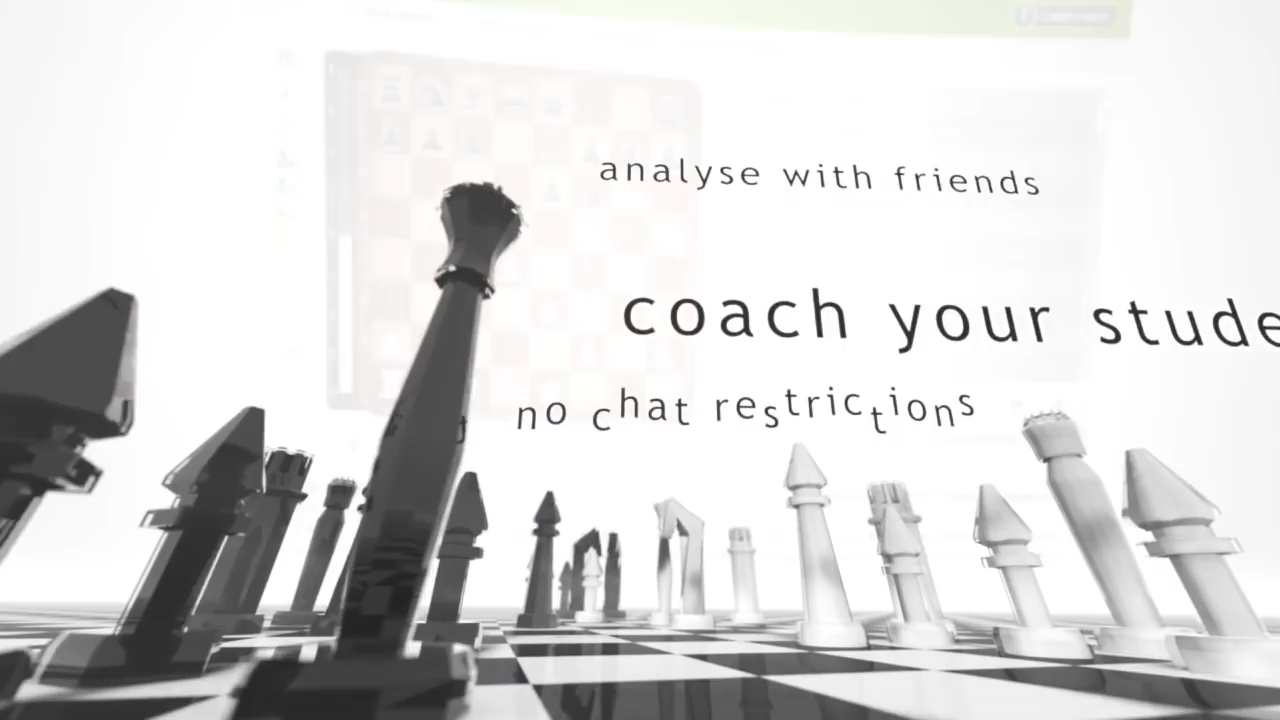 analyse with friends
coach your stude
no chat restrictions